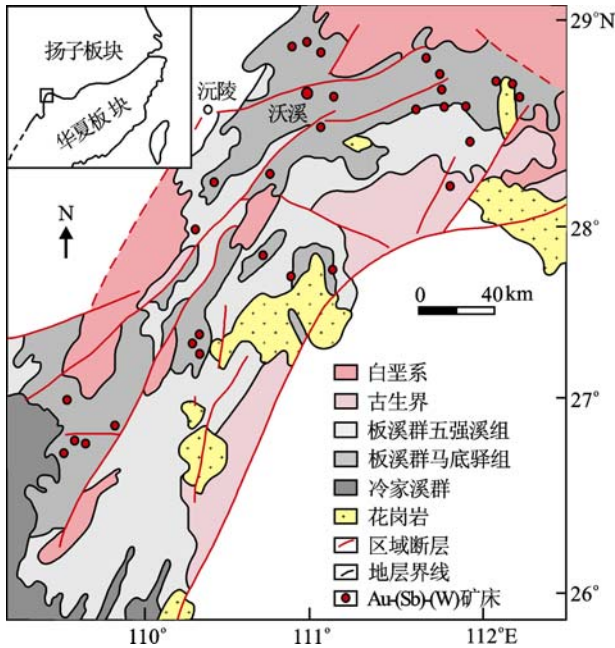 扬子板块
华夏板块
沅陵
沃溪
N
0 40 km
29°N
28°
27°
26°
110°
111°
112°E
白垩系
古生界
板溪群五强溪组
板溪群马底驿组
冷家溪群
花岗岩
区域断层
地层界线
Au-(Sb)-(W)矿床